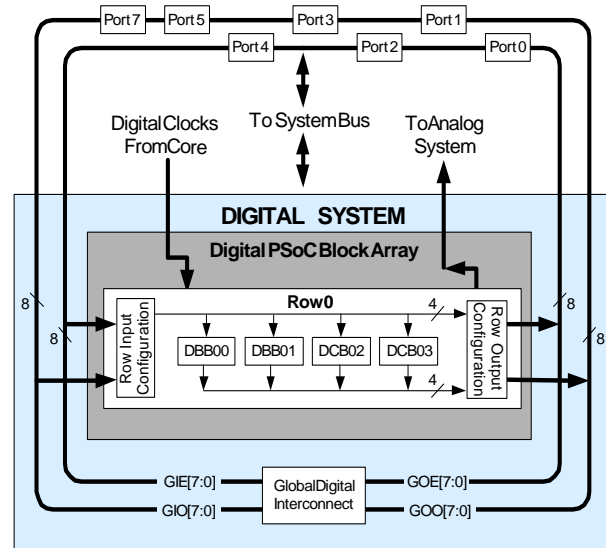 Port 7
Port 5
Port 3
Port 1
Port 4
Port 2
Port 0
Digital Clocks
From Core
To System Bus
To Analog
System
DIGITAL SYSTEM
Digital PSoC Block Array
Row 0
4
Row Input
Configuration
Row Output
Configuration
8
8
8
8
DBB00
DBB01
DCB02
DCB03
4
GIE[7:0]
GIO[7:0]
Global Digital
Interconnect
GOE[7:0]
GOO[7:0]